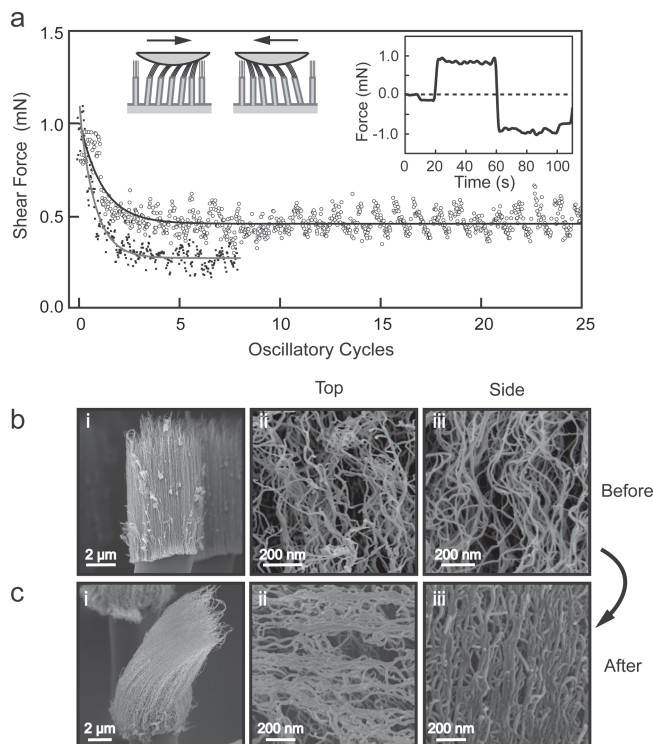 a
1.5
1.0
0.5
0.0
Shear Force (mN)
0
5
10
15
20
25
Oscillatory Cycles
1.0
0.0
-1.0
Force (mN)
0
20
40
60
80
100
Time (s)
Top
Side
b
i
2 µm
ii
200 nm
iii
200 nm
Before
c
i
2 µm
ii
200 nm
iii
200 nm
After